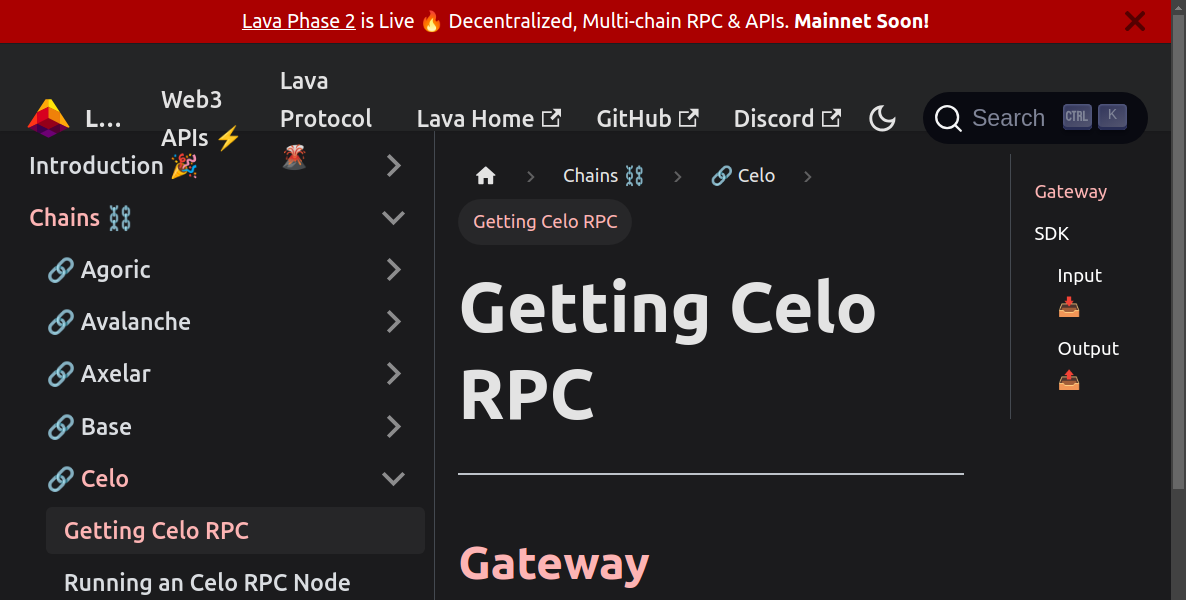 Lava Phase 2 is Live 🔥 Decentralized, Multi-chain RPC & APIs. Mainnet Soon!
L...
Web3
APIs ⚡
Lava
Protocol
🌋
Lava Home
GitHub
Discord
Search
CTRL
K
Introduction 🎉
Chains ⛓️
🔗 Agoric
🔗 Avalanche
🔗 Axelar
🔗 Base
🔗 Celo
Getting Celo RPC
Running an Celo RPC Node
Chains ⛓️
🔗 Celo
Getting Celo RPC
Getting Celo
RPC
Gateway
Gateway
SDK
Input
📥
Output
📤